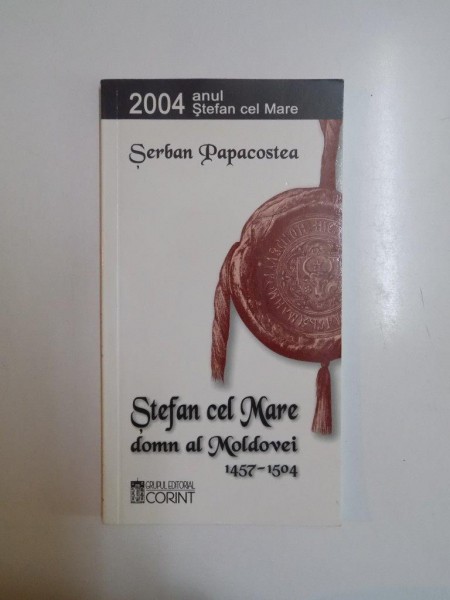 2004 anul
Ștefan cel Mare
Șerban Papacostea
Ștefan cel Mare
domn al Moldovei
1457-1504
GRUPUL EDITORIAL
CORINT